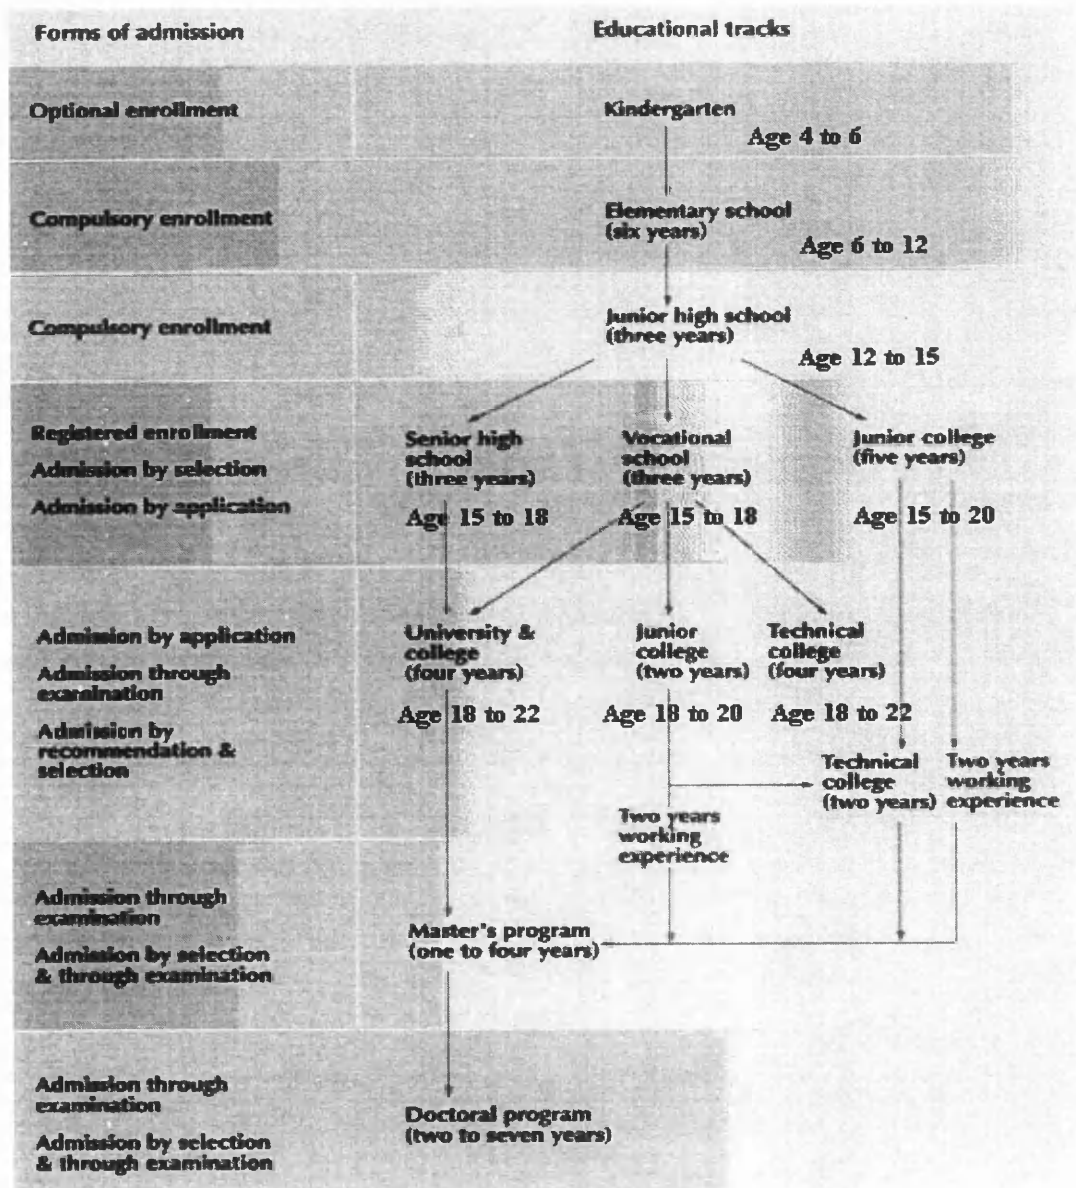 Forms of admission
Educational tracks
Optional enrollment
Kindergarten
Age 4 to 6
Compulsory enrollment
Elementary school
(six years)
Age 6 to 12
Compulsory enrollment
Junior high school
(three years)
Age 12 to 15
Registered enrollment
Admission by selection
Admission by application
Senior high
school
(three years)
Age 15 to 18
Vocational
school
(three years)
Age 15 to 18
Junior college
(five years)
Age 15 to 20
Admission by application
Admission through
examination
Admission by
recommendation &
selection
University &
college
(four years)
Age 18 to 22
Junior
college
(two years)
Age 18 to 20
Technical
college
(four years)
Age 18 to 22
Technical
college
(two years)
Two years
working
experience
Two years
working
experience
Admission through
examination
Admission by selection
& through examination
Master's program
(one to four years)
Admission through
examination
Admission by selection
& through examination
Doctoral program
(two to seven years)